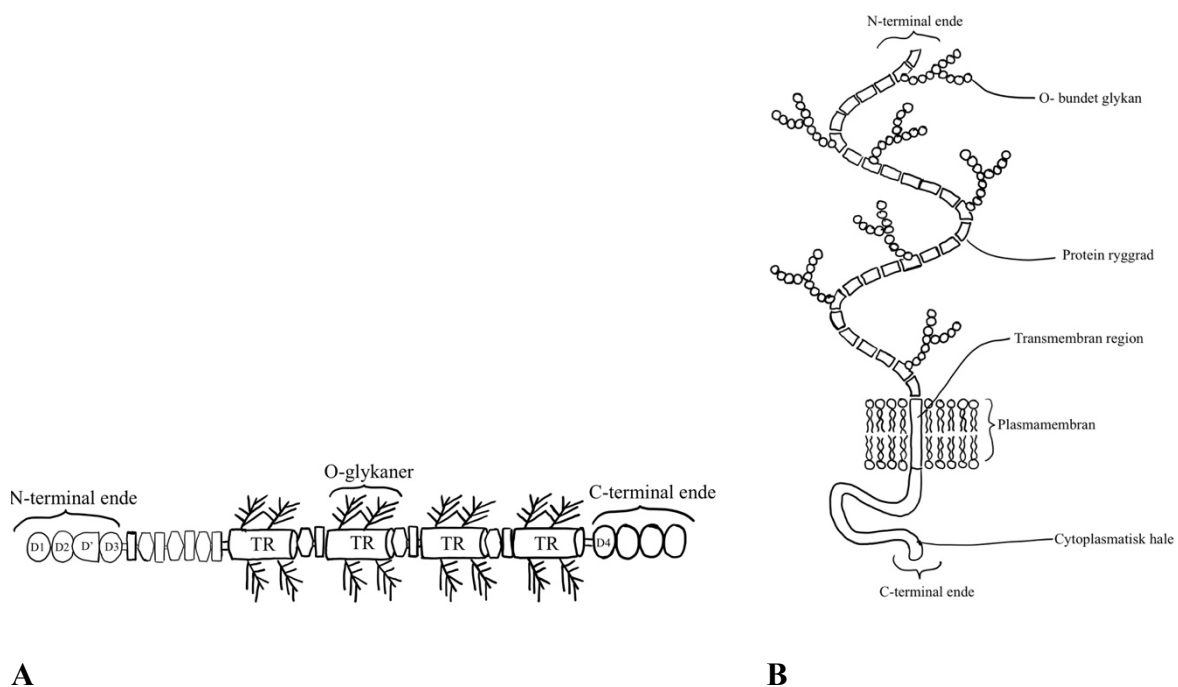 O-glykaner
N-terminal ende
C-terminal ende
D1 D2 D' D3 TR TR TR TR D4
A
N-terminal ende
O- bundet glykan
Protein ryggrad
Transmembran region
Plasmamembran
Cytoplasmatisk hale
C-terminal ende
B